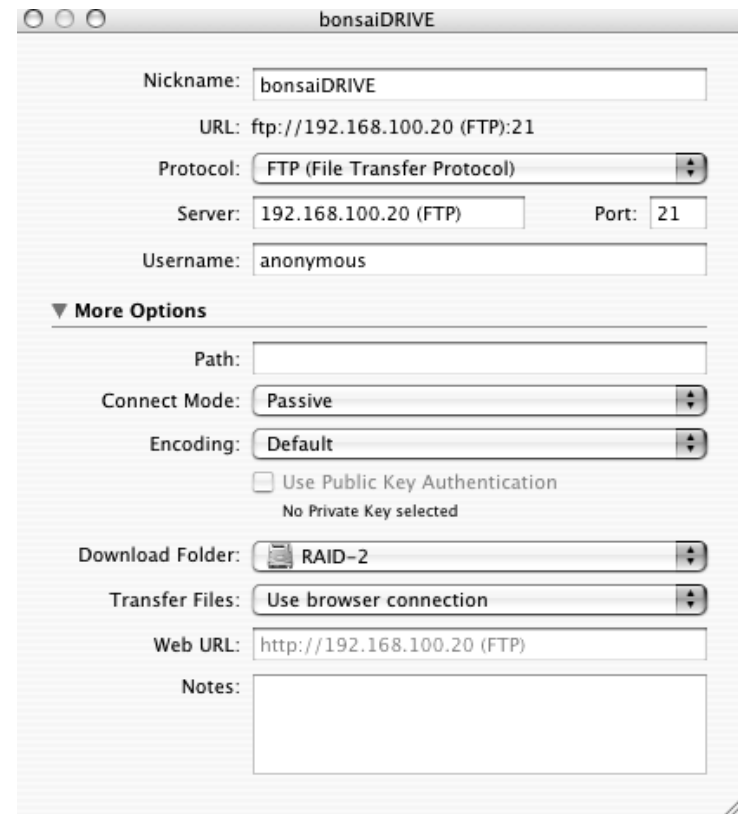 bonsaiDRIVE
Nickname: bonsaiDRIVE
URL: ftp://192.168.100.20 (FTP):21
Protocol: FTP (File Transfer Protocol)
Server: 192.168.100.20 (FTP) Port: 21
Username: anonymous
More Options
Path:
Connect Mode: Passive
Encoding: Default
Use Public Key Authentication
No Private Key selected
Download Folder: RAID-2
Transfer Files: Use browser connection
Web URL: http://192.168.100.20 (FTP)
Notes: